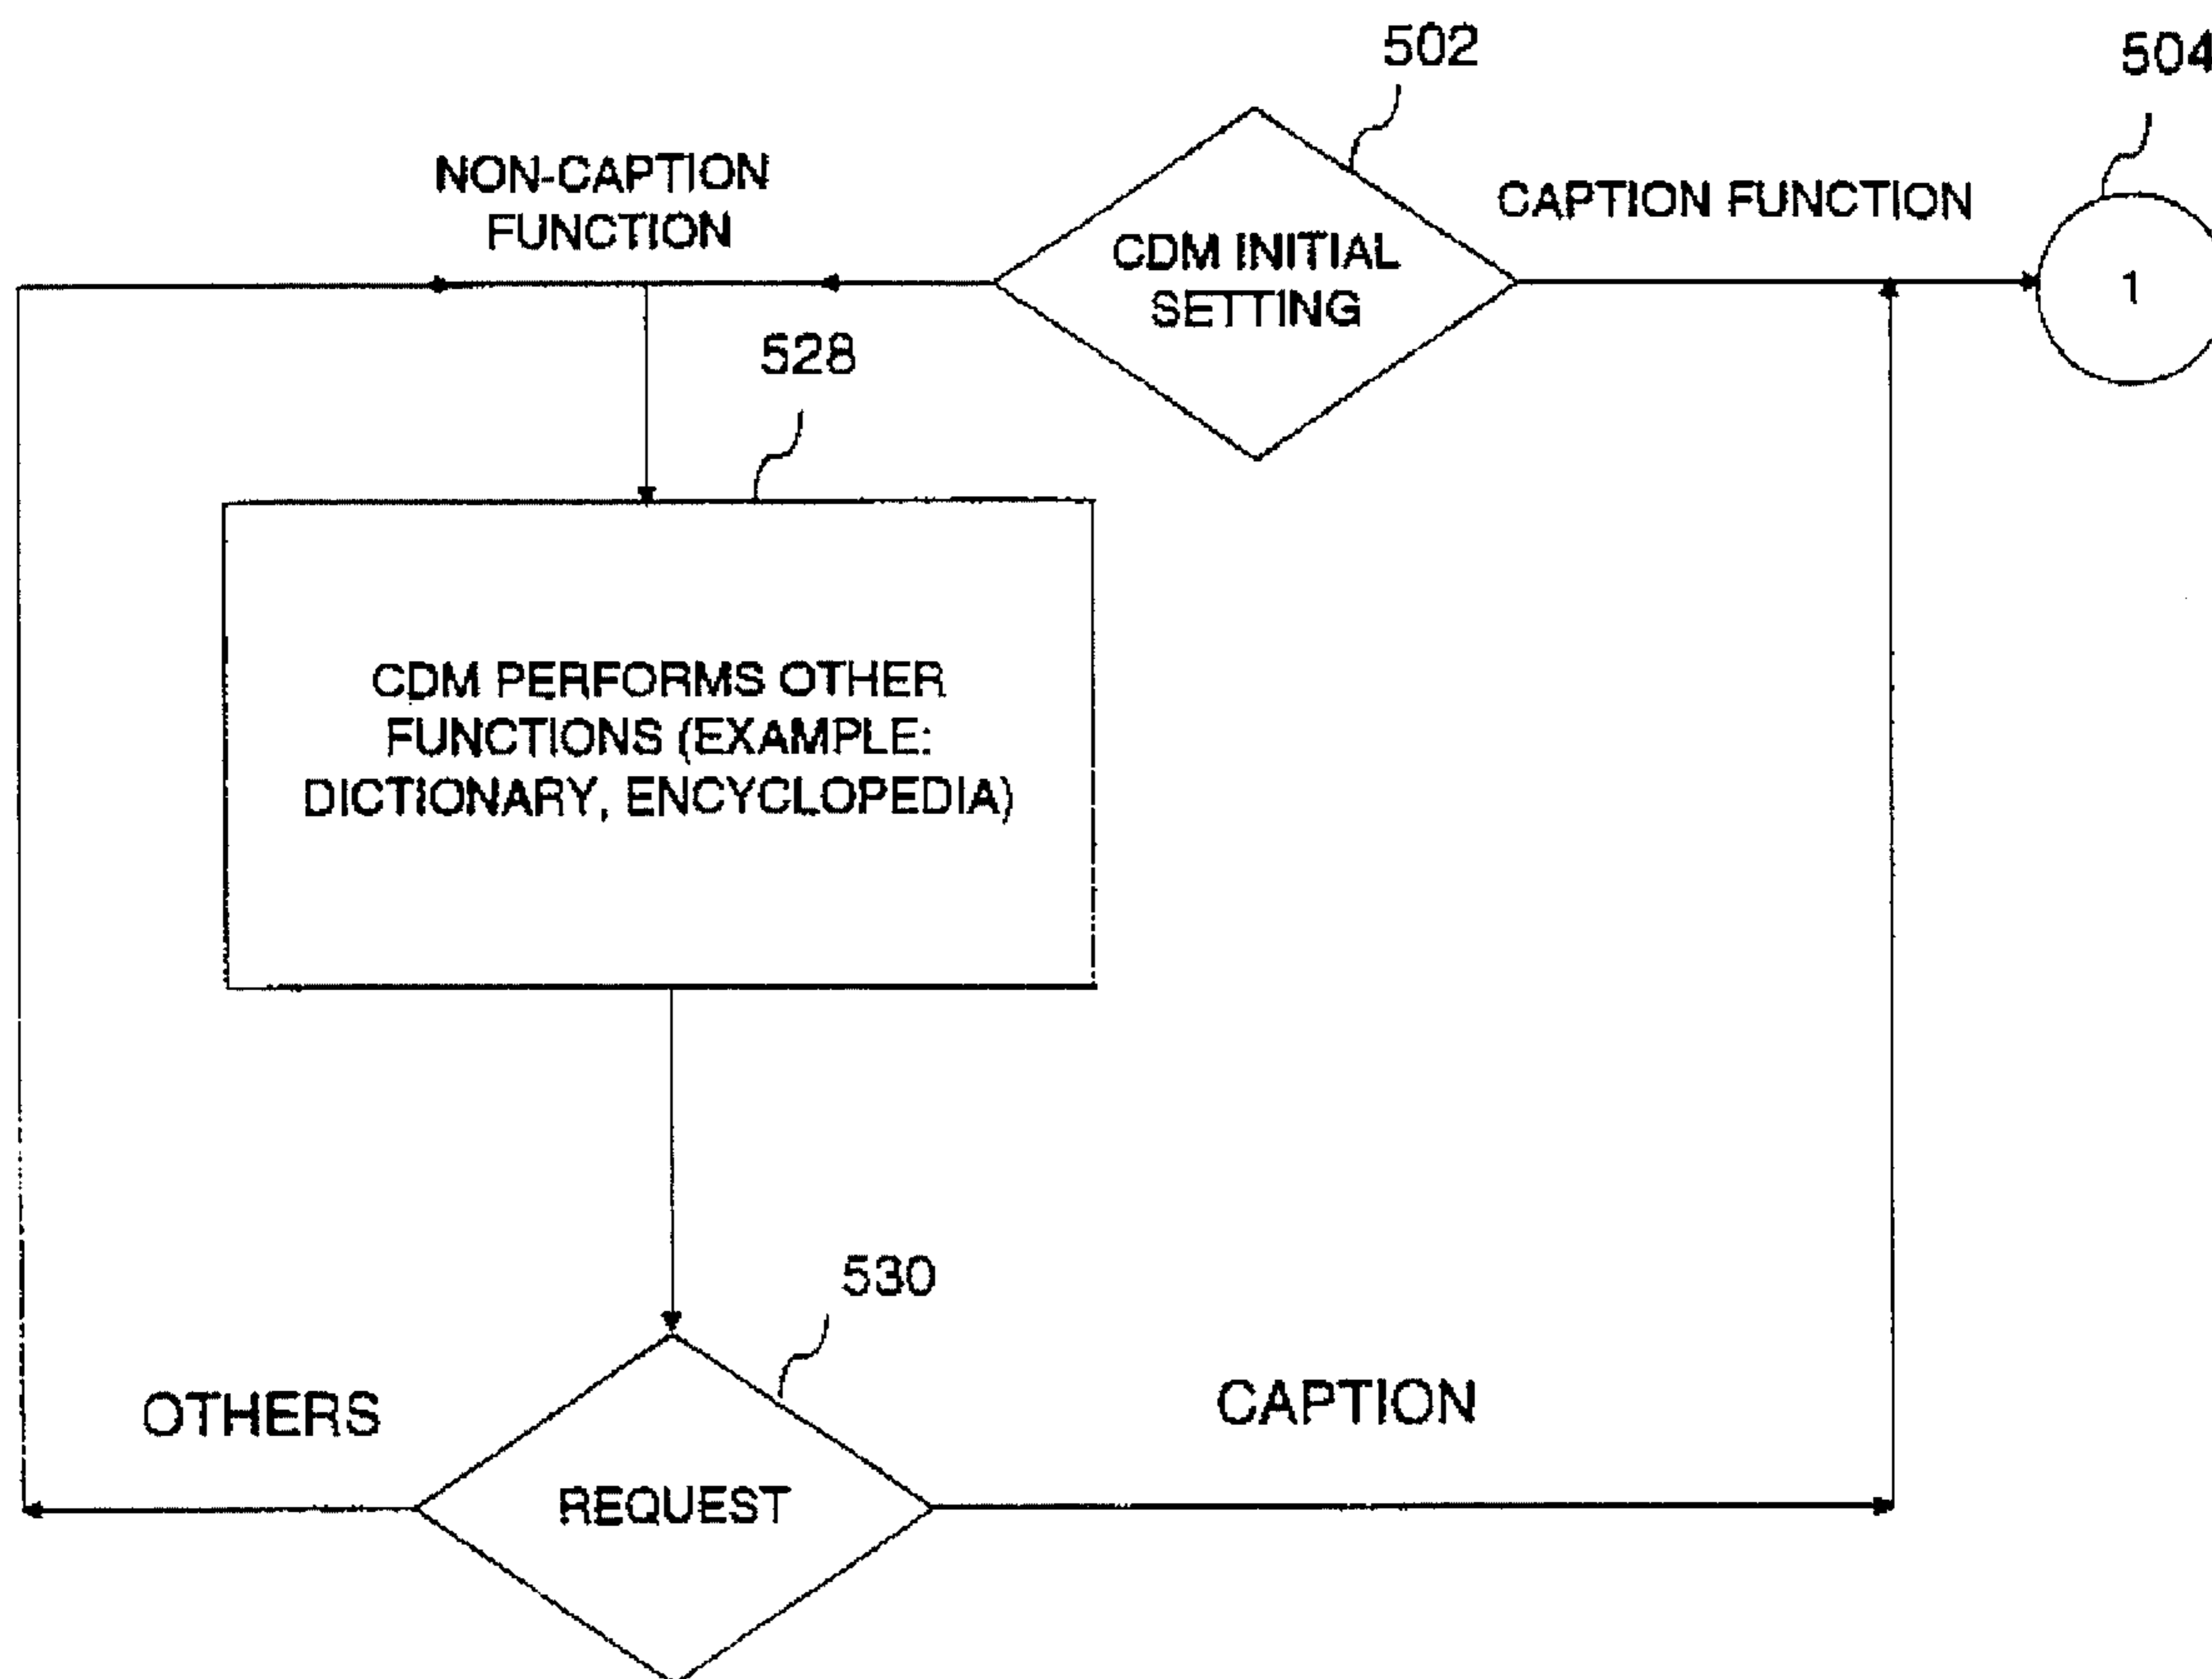 502
504
NON-CAPTION
FUNCTION
CAPTION FUNCTION
CDM INITIAL
SETTING
1
528
CDM PERFORMS OTHER
FUNCTIONS (EXAMPLE:
DICTIONARY, ENCYCLOPEDIA)
530
OTHERS
CAPTION
REQUEST